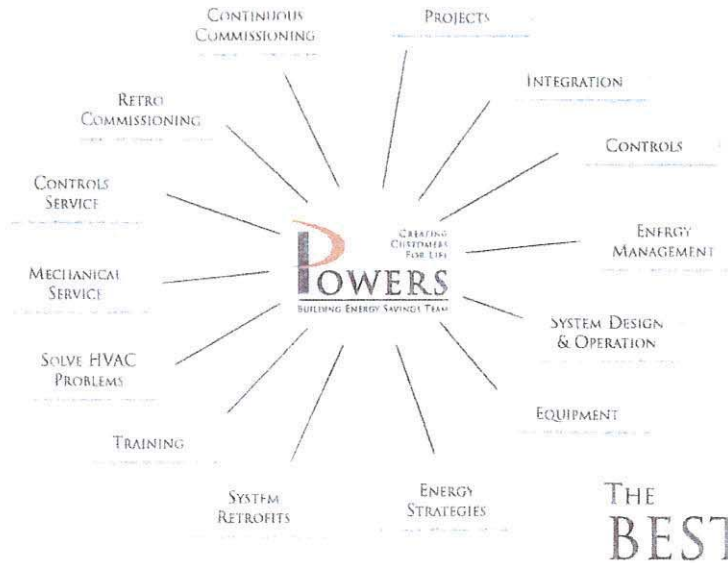 CONTINUOUS
COMMISSIONING
PROJECTS
INTEGRATION
RETRO
COMMISSIONING
CONTROLS
CONTROLS
SERVICE
CREATING
CUSTOMERS
FOR LIFE
ENERGY
MANAGEMENT
POWERS
BUILDING ENERGY SAVINGS TEAM
MECHANICAL
SERVICE
SYSTEM DESIGN
& OPERATION
SOLVE HVAC
PROBLEMS
EQUIPMENT
TRAINING
SYSTEM
RETROFITS
ENERGY
STRATEGIES
THE
BEST